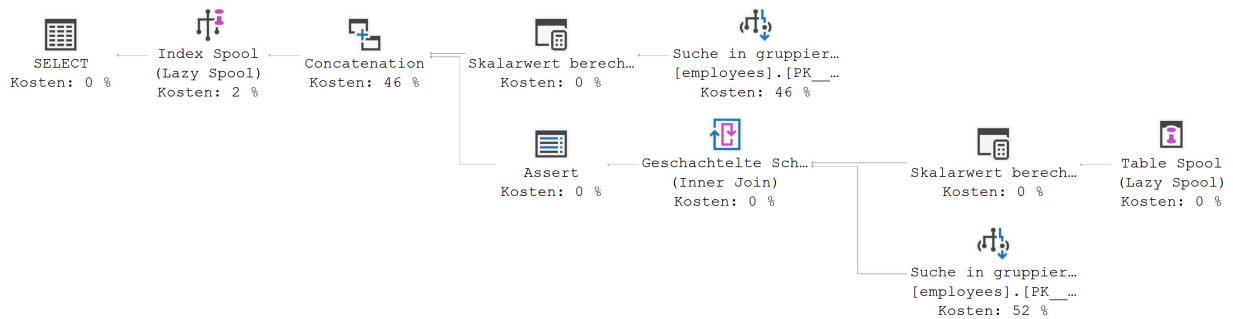 SELECT
Kosten: 0 %
Index Spool
(Lazy Spool)
Kosten: 2 %
Concatenation
Kosten: 46 %
Skalarwert berech…
Kosten: 0 %
Suche in gruppier…
[employees].[PK__…
Kosten: 46 %
Assert
Kosten: 0 %
Geschachtelte Sch…
(Inner Join)
Kosten: 0 %
Skalarwert berech…
Kosten: 0 %
Table Spool
(Lazy Spool)
Kosten: 0 %
Suche in gruppier…
[employees].[PK__…
Kosten: 52 %